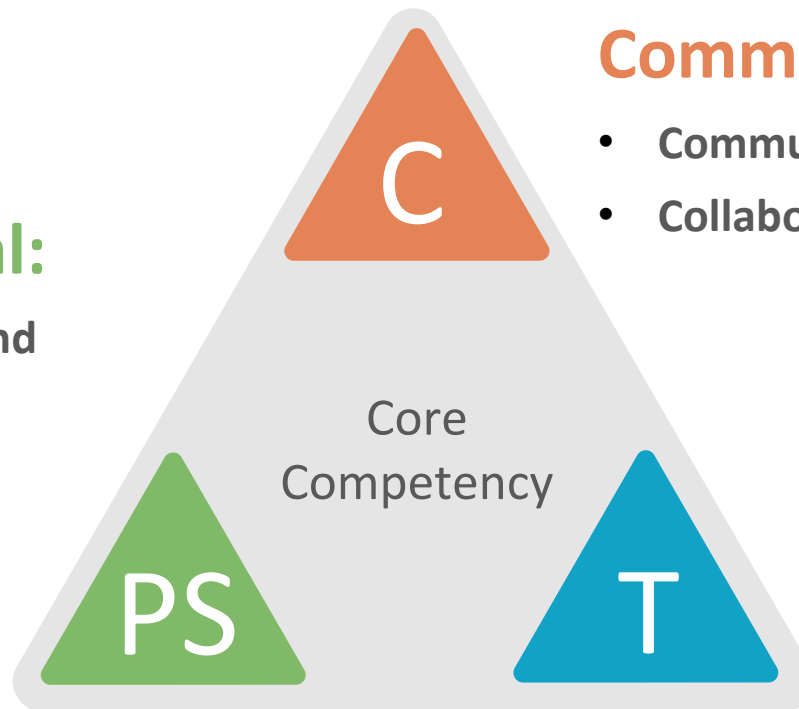 Comm
• Commu
• Collabo
C
l:
nd
Core
Competency
PS
T